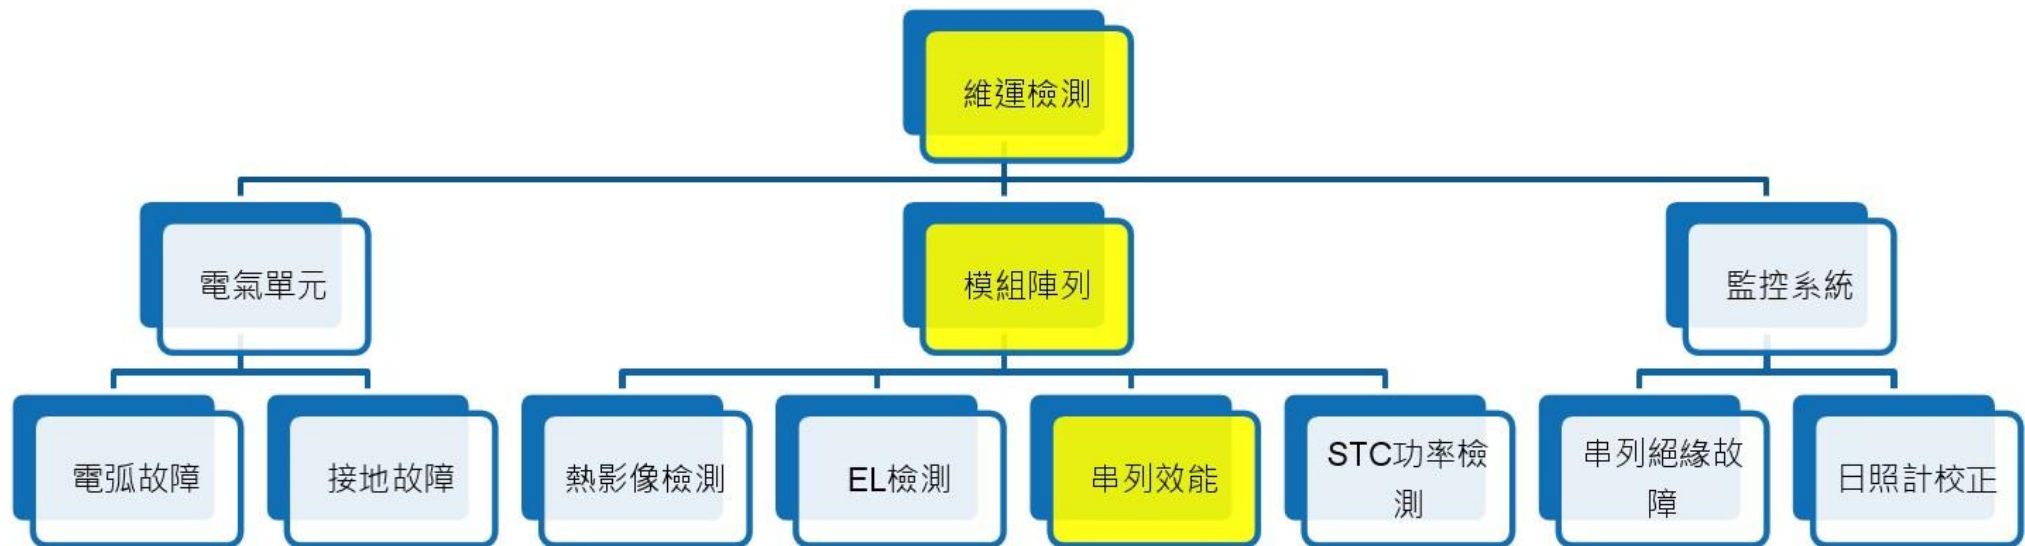 維運檢測
電氣單元
模組陣列
監控系統
電弧故障
接地故障
熱影像檢測
EL檢測
串列效能
STC功率檢
測
串列絕緣故
障
日照計校正